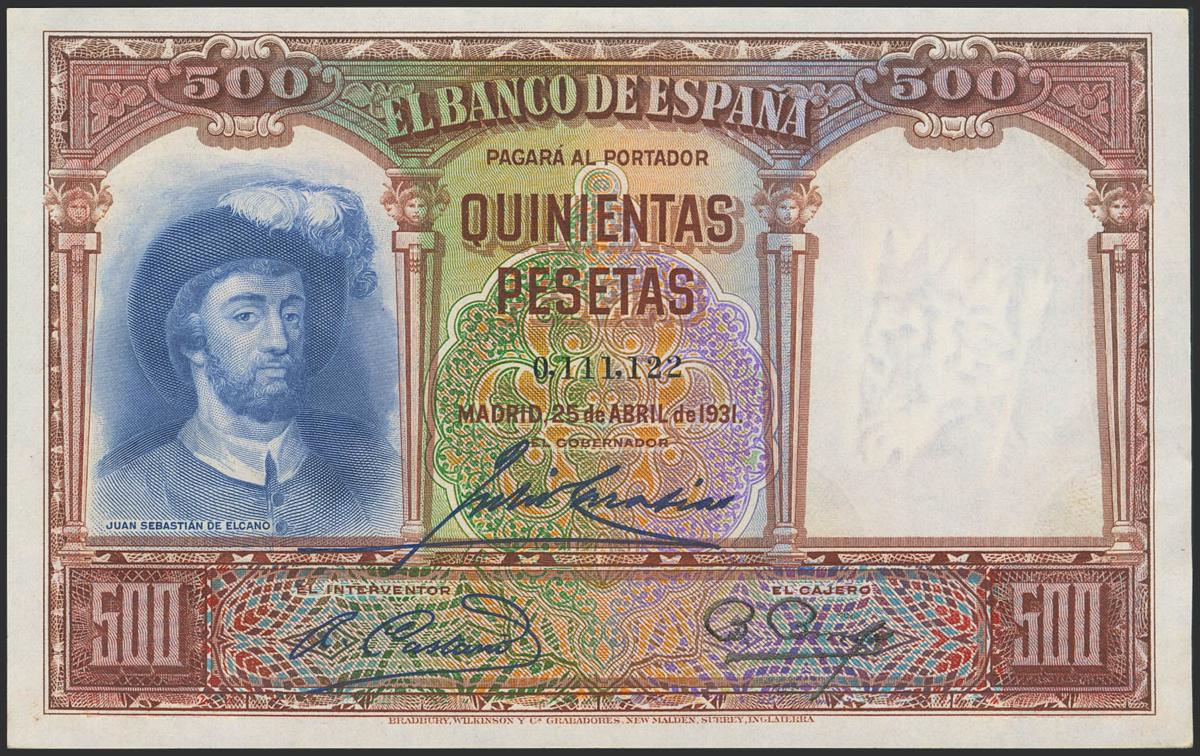 500
500
EL BANCO DE ESPAÑA
PAGARÁ AL PORTADOR
QUINIENTAS
PESETAS
0,111,122
MADRID, 25 de ABRIL de 1931.
EL GOBERNADOR
JUAN SEBASTIÁN DE ELCANO
EL INTERVENTOR
EL CAJERO
500
500
BRADBURY, WILKINSON Y Cª GRABADORES, NEW MALDEN, SURREY, INGLATERRA